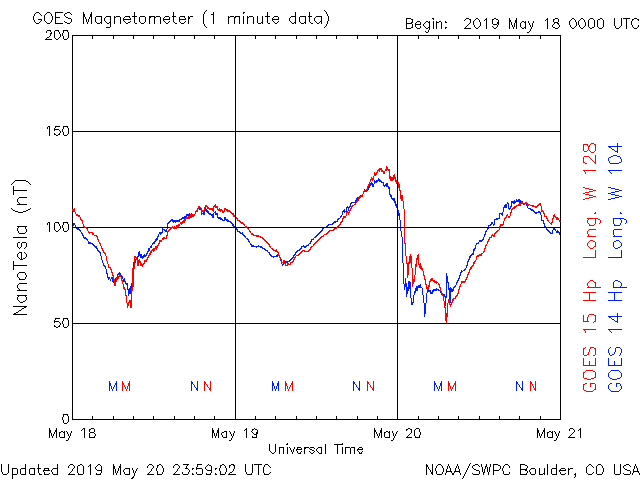 GOES Magnetometer (1 minute data)
Begin: 2019 May 18 0000 UTC
200
150
100
50
0
NanoTesla (nT)
M M N N M M N N M M N N
May 18 May 19 May 20 May 21
Universal Time
GOES 15 Hp Long. W 128
GOES 14 Hp Long. W 104
Updated 2019 May 20 23:59:02 UTC
NOAA/SWPC Boulder, CO USA